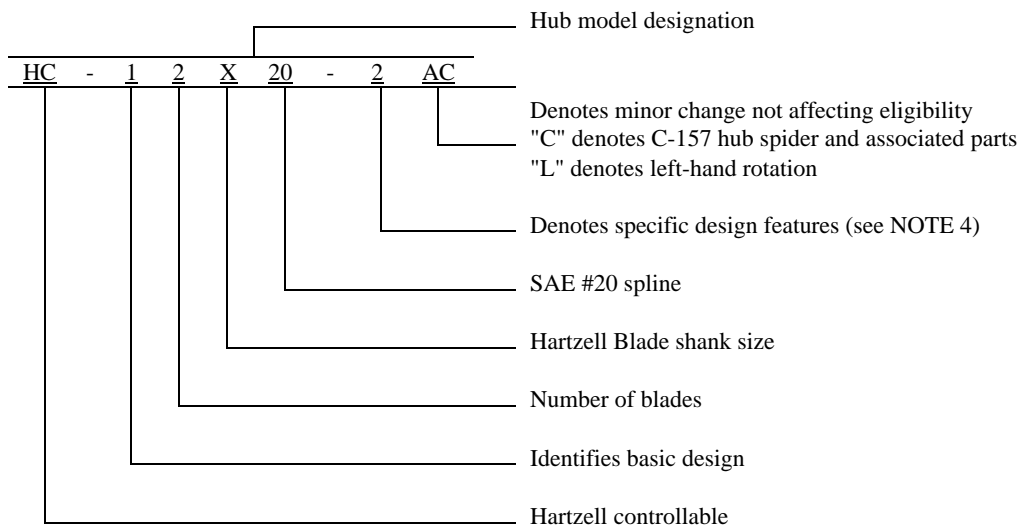 Hub model designation
HC - 1 2 X 20 - 2 AC
Denotes minor change not affecting eligibility
"C" denotes C-157 hub spider and associated parts
"L" denotes left-hand rotation
Denotes specific design features (see NOTE 4)
SAE #20 spline
Hartzell Blade shank size
Number of blades
Identifies basic design
Hartzell controllable